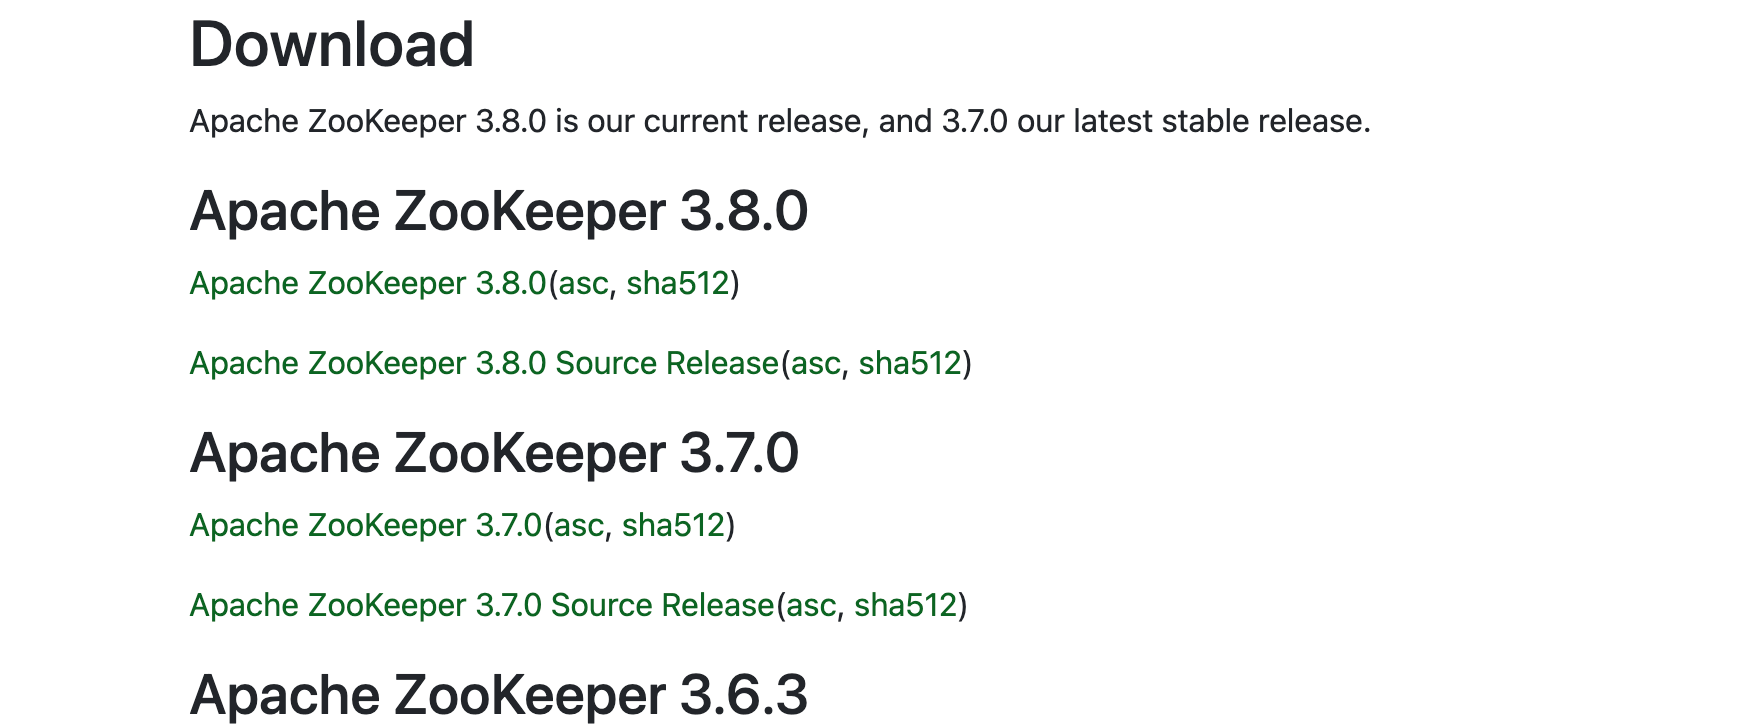 Download
Apache ZooKeeper 3.8.0 is our current release, and 3.7.0 our latest stable release.
Apache ZooKeeper 3.8.0
Apache ZooKeeper 3.8.0(asc, sha512)
Apache ZooKeeper 3.8.0 Source Release(asc, sha512)
Apache ZooKeeper 3.7.0
Apache ZooKeeper 3.7.0(asc, sha512)
Apache ZooKeeper 3.7.0 Source Release(asc, sha512)
Apache ZooKeeper 3.6.3